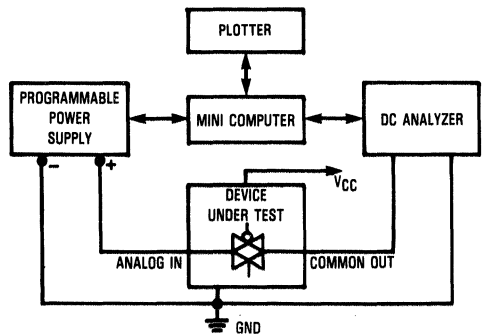 PLOTTER
PROGRAMMABLE
POWER
SUPPLY
MINI COMPUTER
DC ANALYZER
- +
VCC
DEVICE
UNDER TEST
ANALOG IN
COMMON OUT
GND